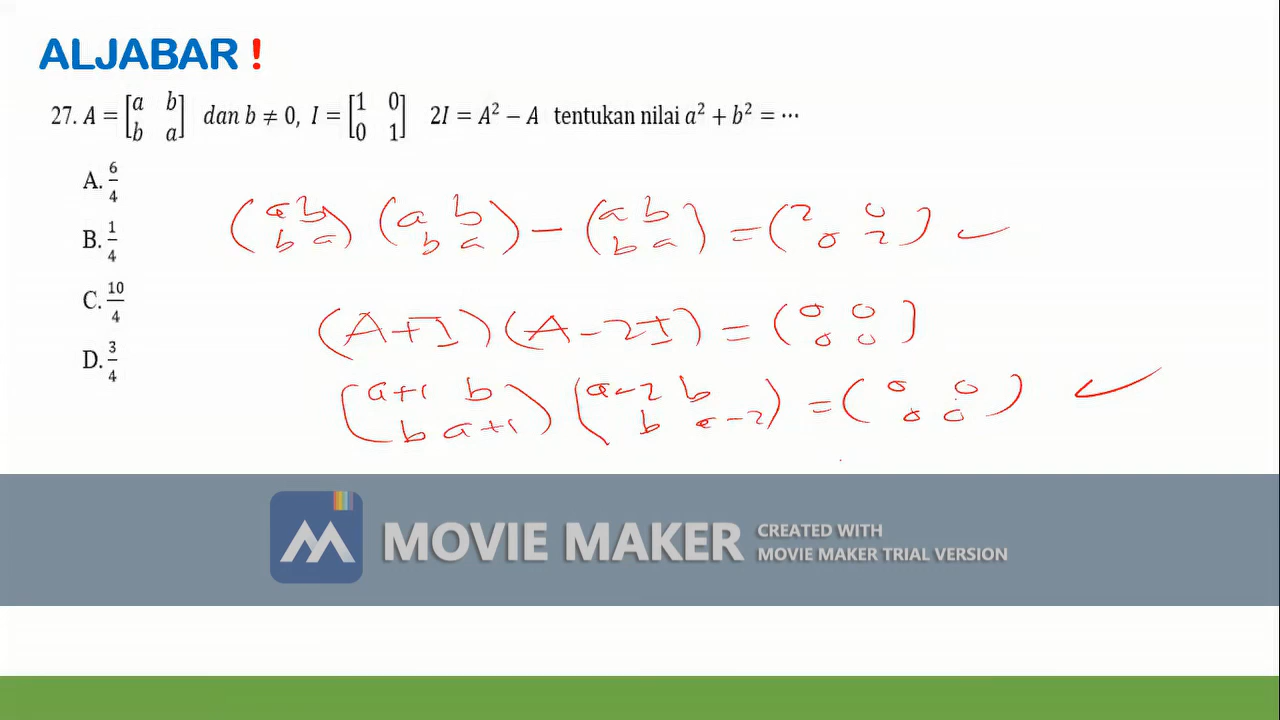 ALJABAR !
27. A = [a b; b a] dan b ≠ 0, I = [1 0; 0 1] 2I = A² − A tentukan nilai a² + b² = ⋯
A. 6/4
B. 1/4
C. 10/4
D. 3/4
(a b; b a) (a b; b a) − (a b; b a) = (2 0; 0 2)
(A+I)(A−2I) = (0 0; 0 0)
(a+1 b; b a+1) (a−2 b; b a−2) = (0 0; 0 0)
MOVIE MAKER
CREATED WITH
MOVIE MAKER TRIAL VERSION